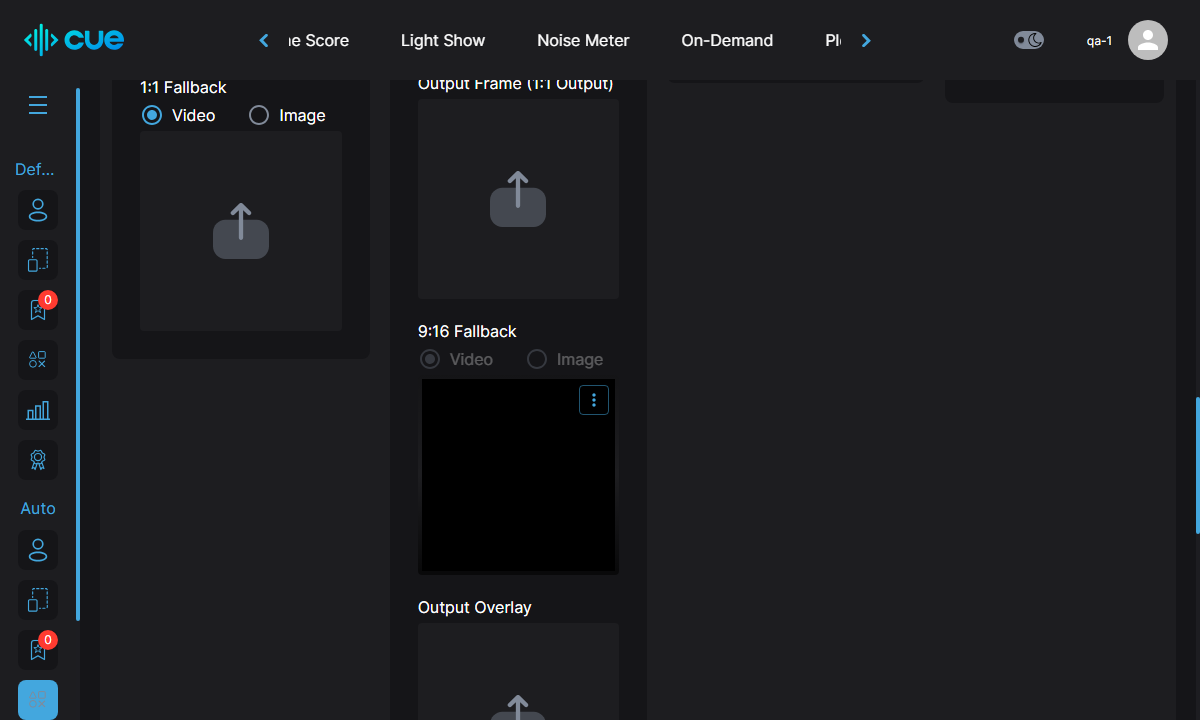 cue
e Score
Light Show
Noise Meter
On-Demand
Pl
qa-1
Def...
0
Auto
0
1:1 Fallback
Video
Image
Output Frame (1:1 Output)
9:16 Fallback
Video
Image
Output Overlay